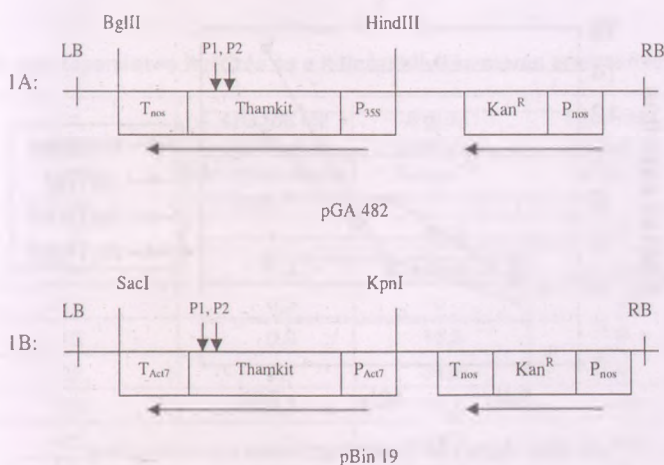 BglII HindIII
LB P1, P2 RB
1A:
Tnos Thamkit P35S KanR Pnos
pGA 482
SacI KpnI
LB P1, P2 RB
1B:
TAct7 Thamkit PAct7 Tnos KanR Pnos
pBin 19